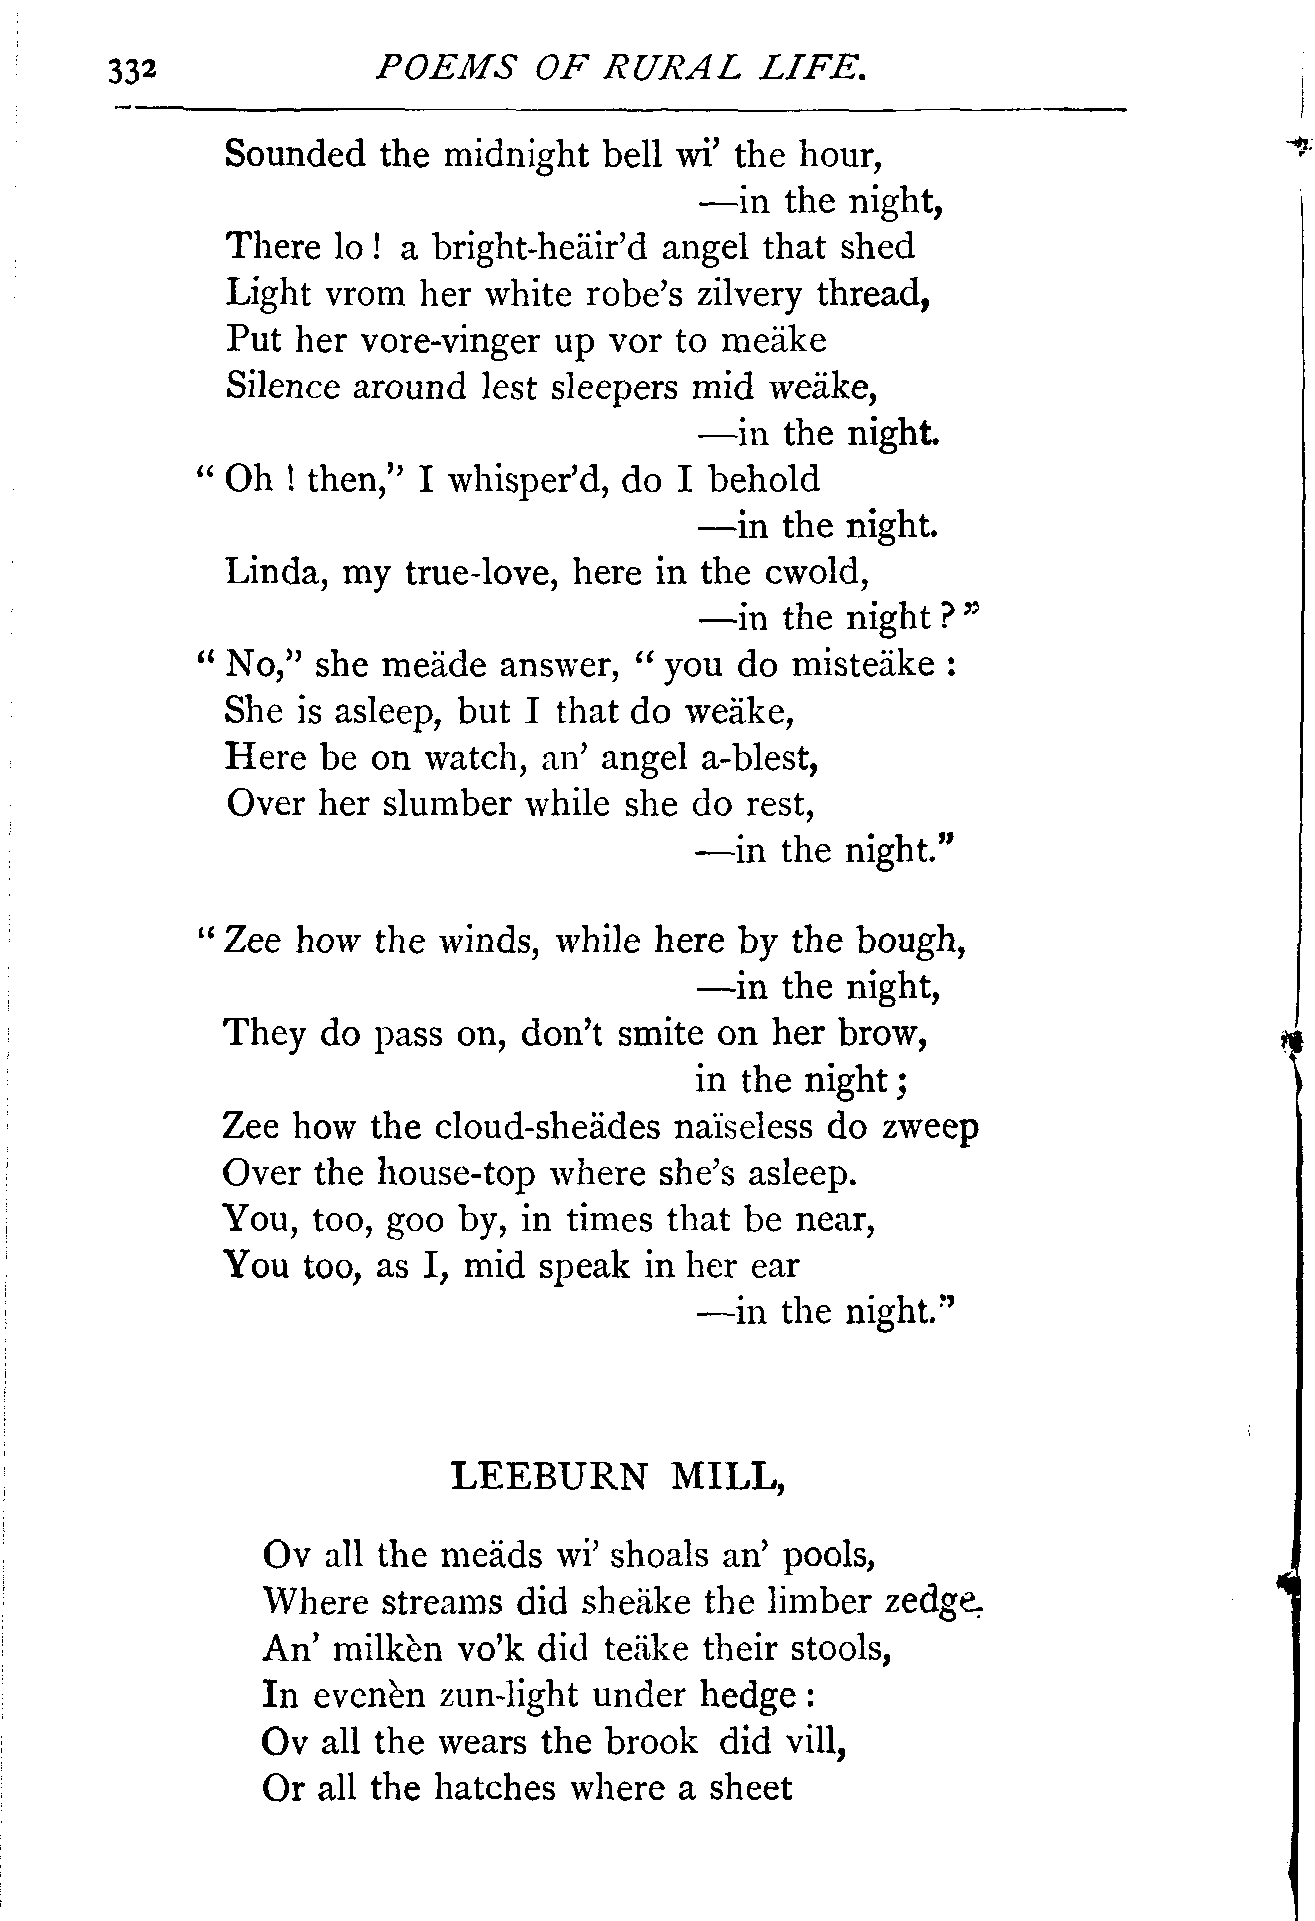 332 POEMS OF RURAL LIFE.
Sounded the midnight bell wi' the hour,
—in the night,
There lo! a bright-heäir'd angel that shed
Light vrom her white robe's zilvery thread,
Put her vore-vinger up vor to meäke
Silence around lest sleepers mid weäke,
—in the night.
"Oh! then," I whisper'd, do I behold
—in the night.
Linda, my true-love, here in the cwold,
—in the night?"
"No," she meäde answer, "you do misteäke:
She is asleep, but I that do weäke,
Here be on watch, an' angel a-blest,
Over her slumber while she do rest,
—in the night."
"Zee how the winds, while here by the bough,
—in the night,
They do pass on, don't smite on her brow,
in the night;
Zee how the cloud-sheädes naïseless do zweep
Over the house-top where she's asleep.
You, too, goo by, in times that be near,
You too, as I, mid speak in her ear
—in the night."
LEEBURN MILL,
Ov all the meäds wi' shoals an' pools,
Where streams did sheäke the limber zedge,
An' milkèn vo'k did teäke their stools,
In evenèn zun-light under hedge:
Ov all the wears the brook did vill,
Or all the hatches where a sheet